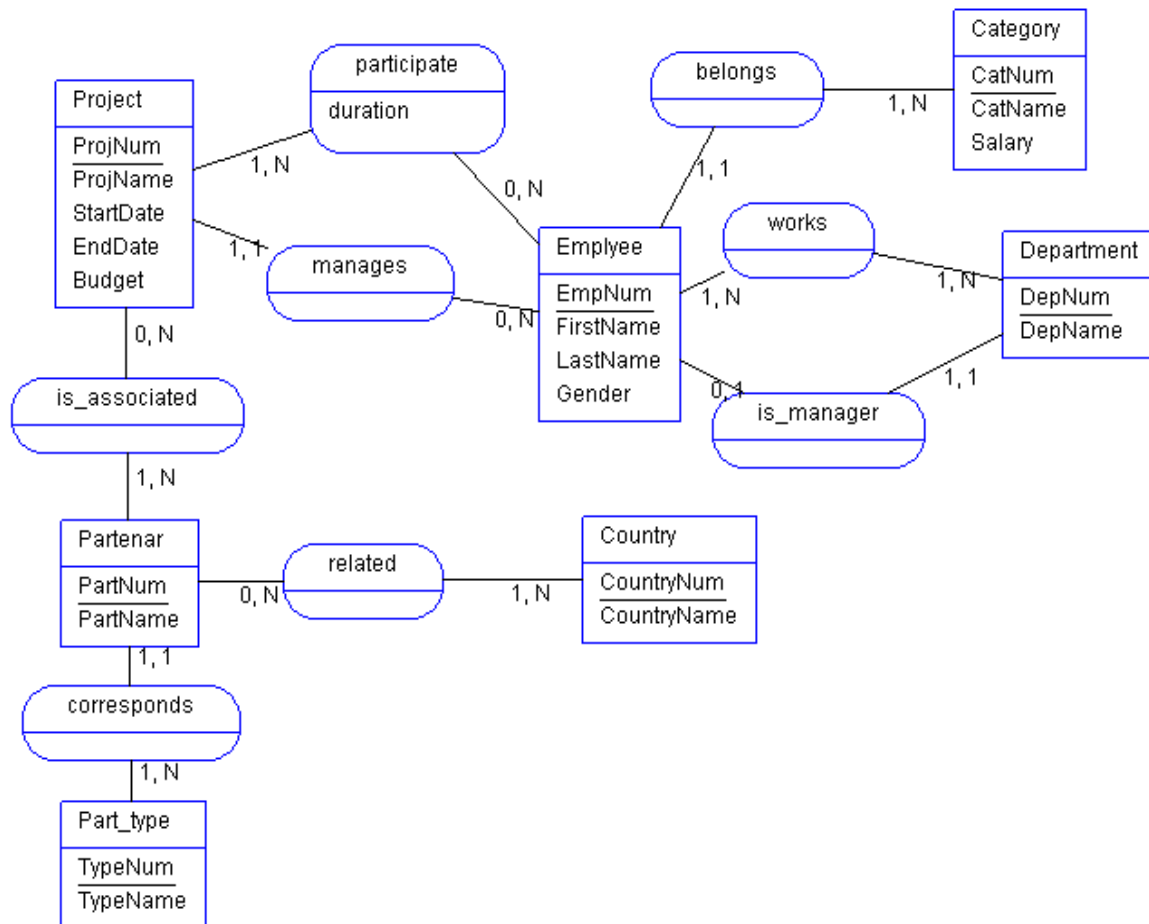 Category
CatNum
CatName
Salary
belongs
1, N
1, 1
participate
duration
Project
ProjNum
ProjName
StartDate
EndDate
Budget
1, N
0, N
1, 1
manages
0, N
Emplyee
EmpNum
FirstName
LastName
Gender
works
1, N
1, N
Department
DepNum
DepName
0, 1
1, 1
is_manager
0, N
is_associated
1, N
Partenar
PartNum
PartName
0, N
related
1, N
Country
CountryNum
CountryName
1, 1
corresponds
1, N
Part_type
TypeNum
TypeName